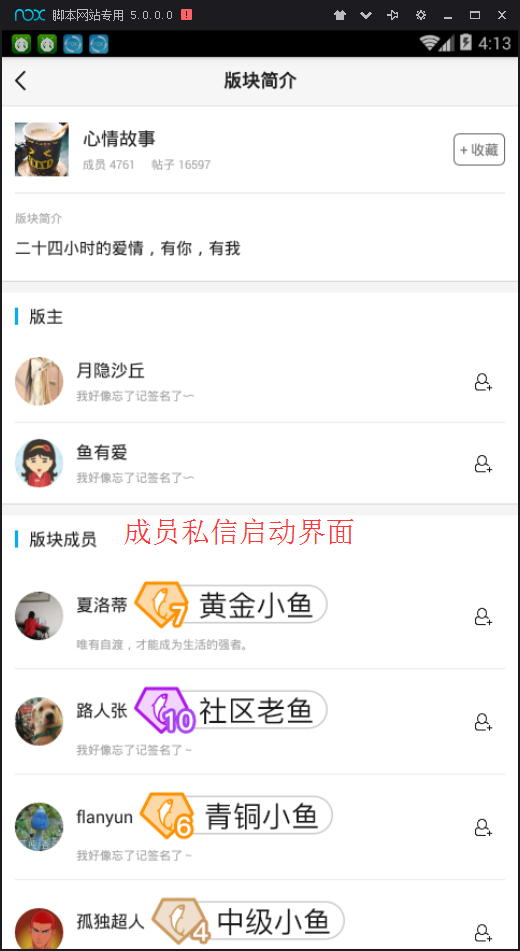 nox 脚本网站专用 5.0.0.0
4:13
版块简介
心情故事
成员 4761 帖子 16597
+ 收藏
版块简介
二十四小时的爱情，有你，有我
版主
月隐沙丘
我好像忘了记签名了~~
鱼有爱
我好像忘了记签名了~~
版块成员 成员私信启动界面
夏洛蒂 7 黄金小鱼
唯有自渡，才能成为生活的强者。
路人张 10 社区老鱼
我好像忘了记签名了~
flanyun 6 青铜小鱼
我好像忘了记签名了~
孤独超人 4 中级小鱼